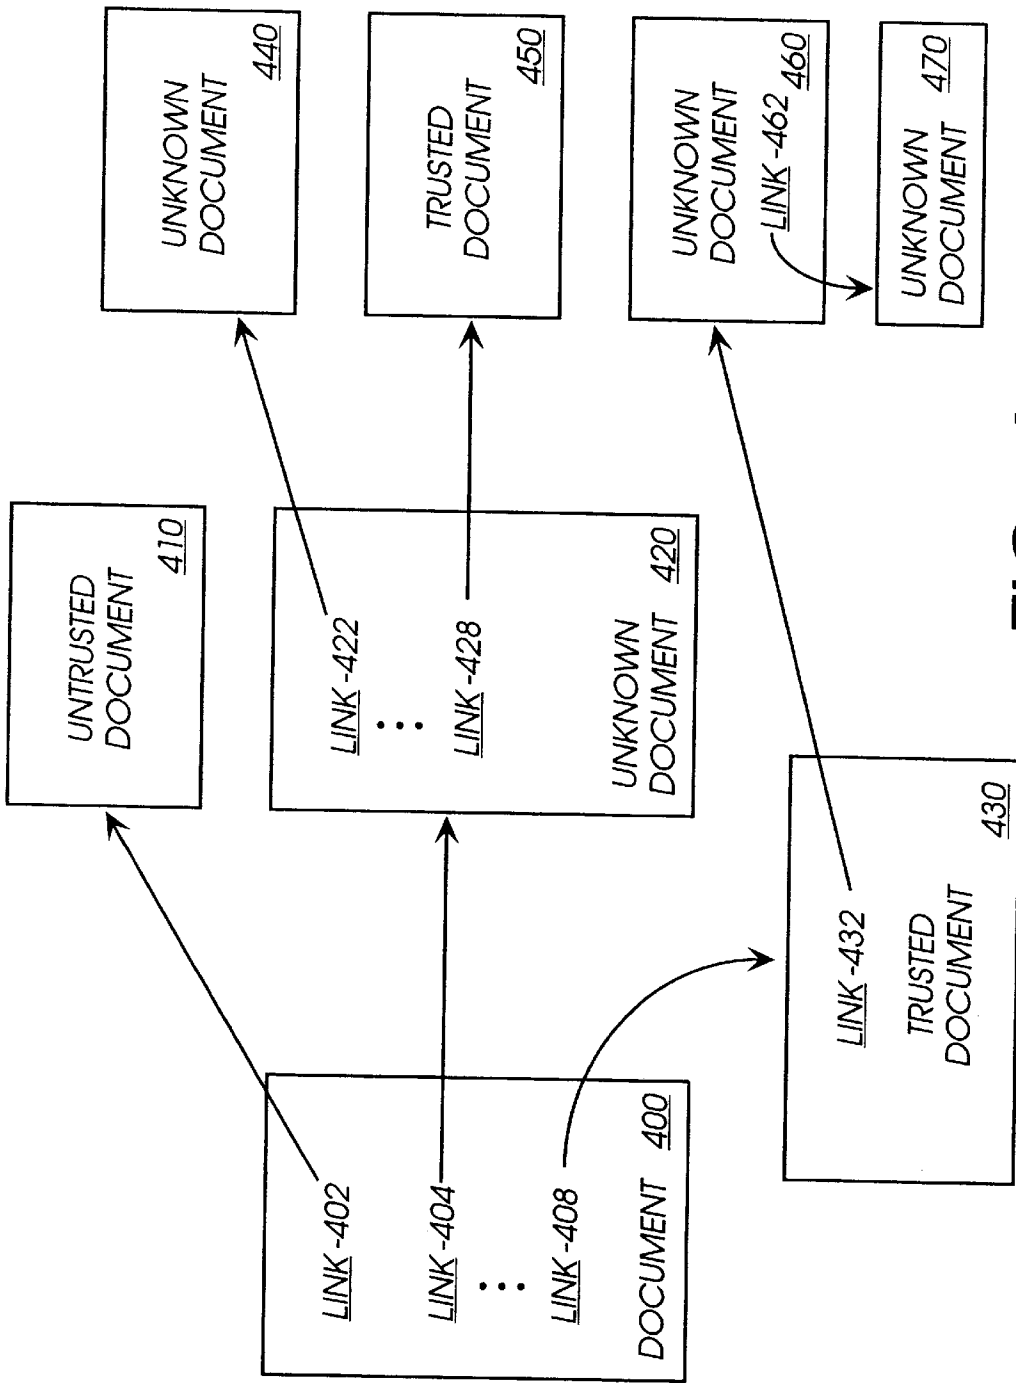 UNTRUSTED
DOCUMENT
410
UNKNOWN
DOCUMENT
440
LINK-402
LINK-404
LINK-408
DOCUMENT 400
LINK-422
LINK-428
UNKNOWN
DOCUMENT 420
TRUSTED
DOCUMENT
450
LINK-432
TRUSTED
DOCUMENT
430
UNKNOWN
DOCUMENT
LINK-462
460
UNKNOWN
DOCUMENT
470